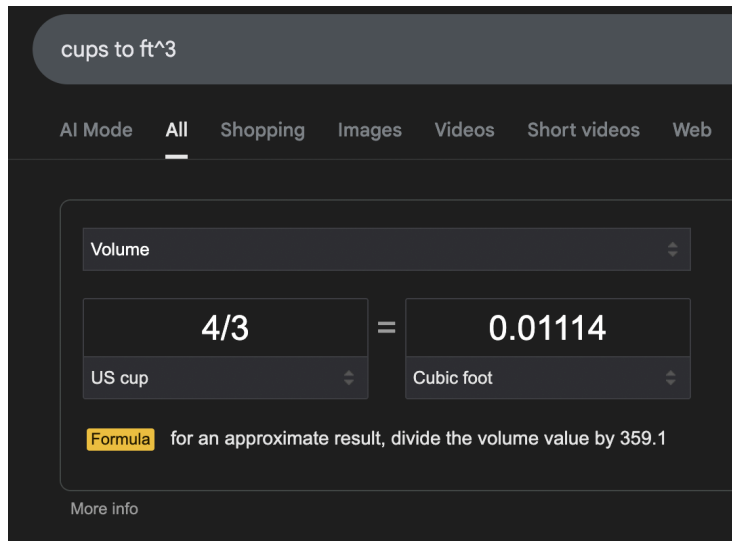 cups to ft^3
AI Mode All Shopping Images Videos Short videos Web
Volume
4/3 = 0.01114
US cup Cubic foot
Formula for an approximate result, divide the volume value by 359.1
More info